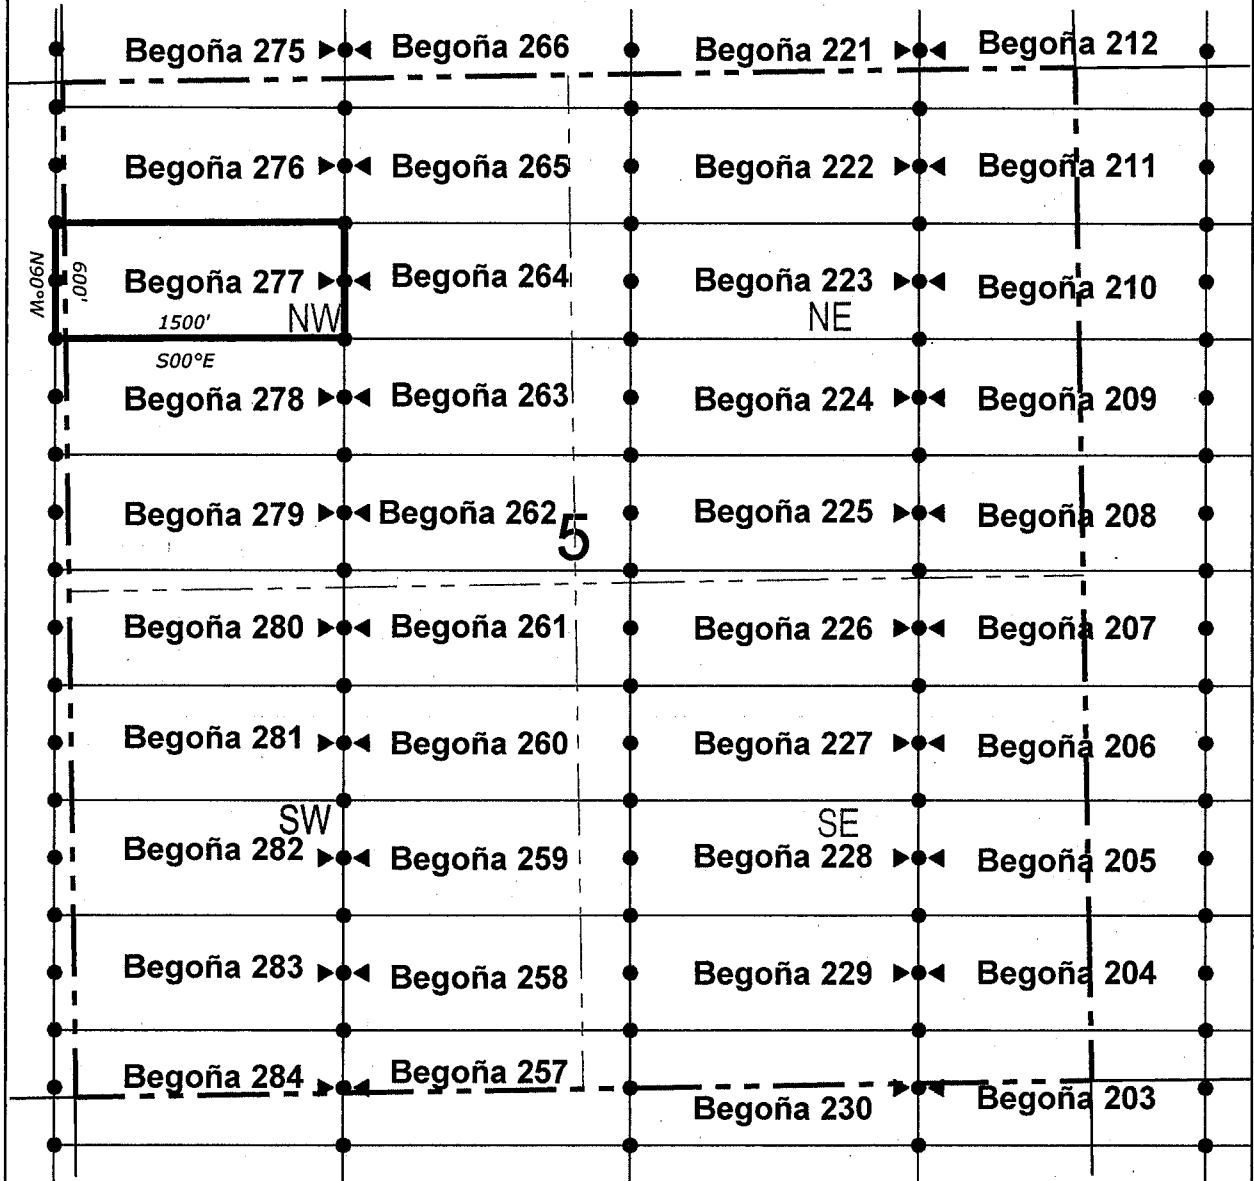 Begoña 275 Begoña 266 Begoña 221 Begoña 212
Begoña 276 Begoña 265 Begoña 222 Begoña 211
N90°W 600' Begoña 277 Begoña 264 Begoña 223 Begoña 210
1500' NW NE
S00°E
Begoña 278 Begoña 263 Begoña 224 Begoña 209
Begoña 279 Begoña 262 Begoña 225 Begoña 208
5
Begoña 280 Begoña 261 Begoña 226 Begoña 207
Begoña 281 Begoña 260 Begoña 227 Begoña 206
SW SE
Begoña 282 Begoña 259 Begoña 228 Begoña 205
Begoña 283 Begoña 258 Begoña 229 Begoña 204
Begoña 284 Begoña 257 Begoña 230 Begoña 203